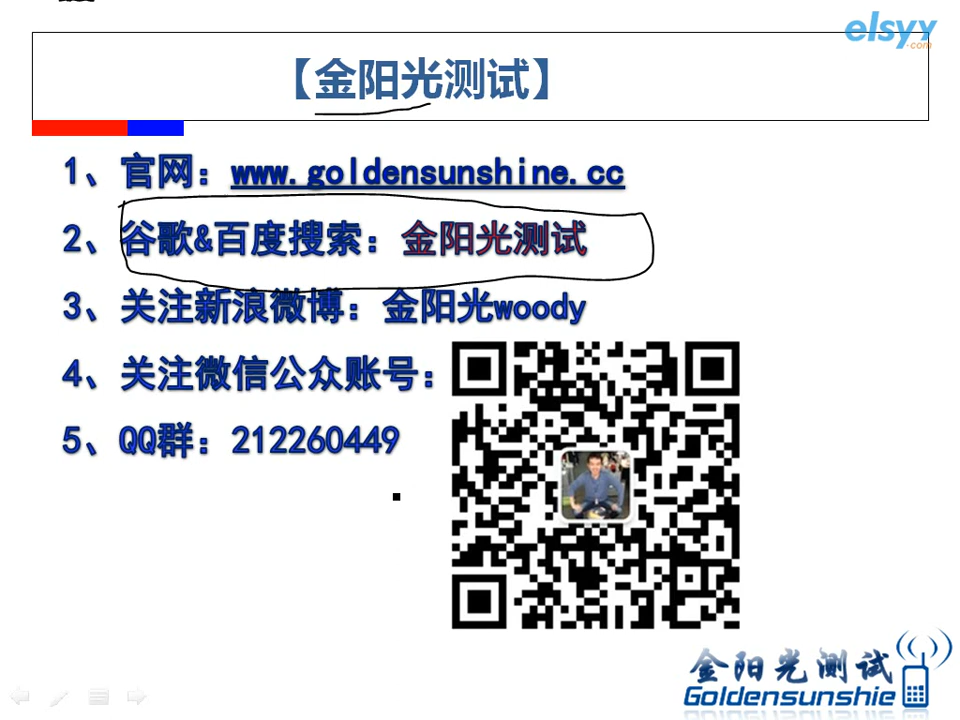 elsyy
.com
【金阳光测试】
1、官网：www.goldensunshine.cc
2、谷歌&百度搜索：金阳光测试
3、关注新浪微博：金阳光woody
4、关注微信公众账号：
5、QQ群：212260449
金阳光测试
Goldensunshie